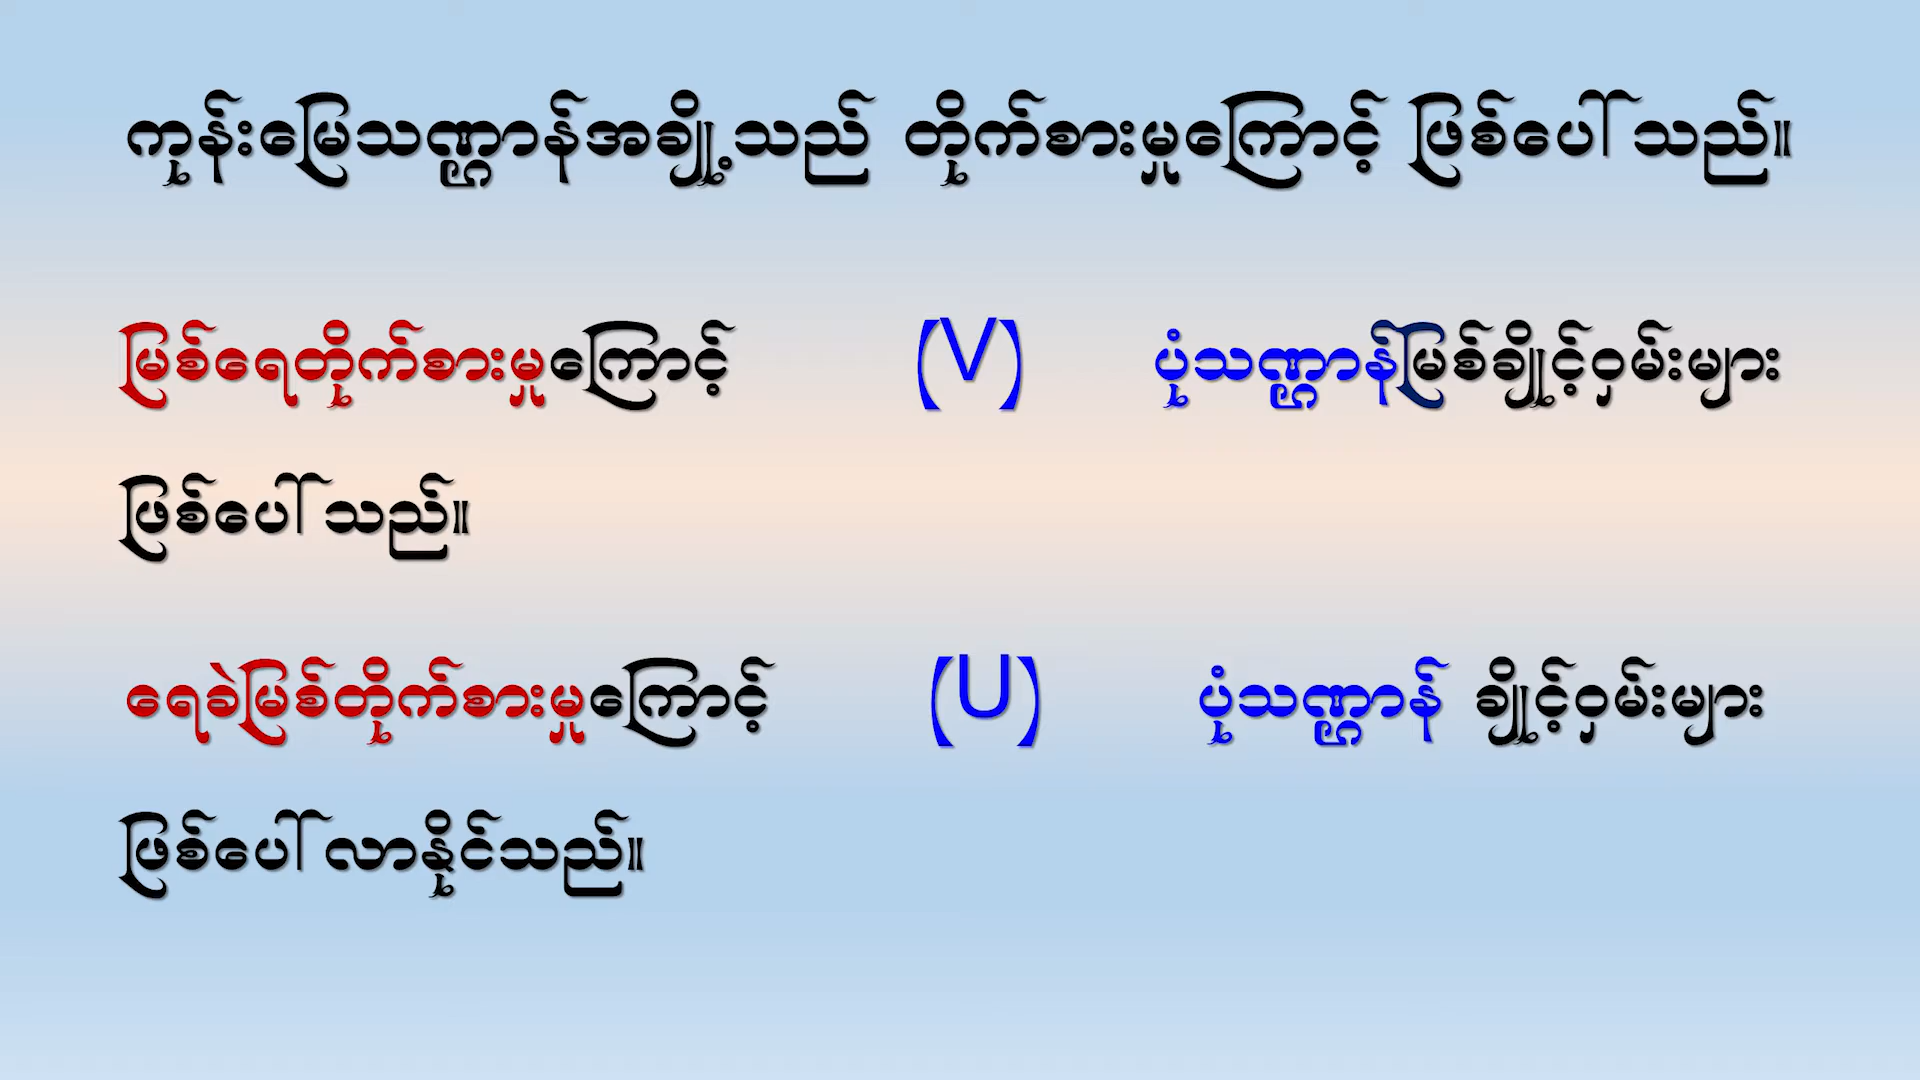 ကုန်းမြေသဏ္ဌာန်အချို့သည် တိုက်စားမှုကြောင့် ဖြစ်ပေါ်သည်။
မြစ်ရေတိုက်စားမှုကြောင့် (V) ပုံသဏ္ဌာန်မြစ်ချိုင့်ဝှမ်းများ
ဖြစ်ပေါ်သည်။
ရေခဲမြစ်တိုက်စားမှုကြောင့် (U) ပုံသဏ္ဌာန် ချိုင့်ဝှမ်းများ
ဖြစ်ပေါ်လာနိုင်သည်။